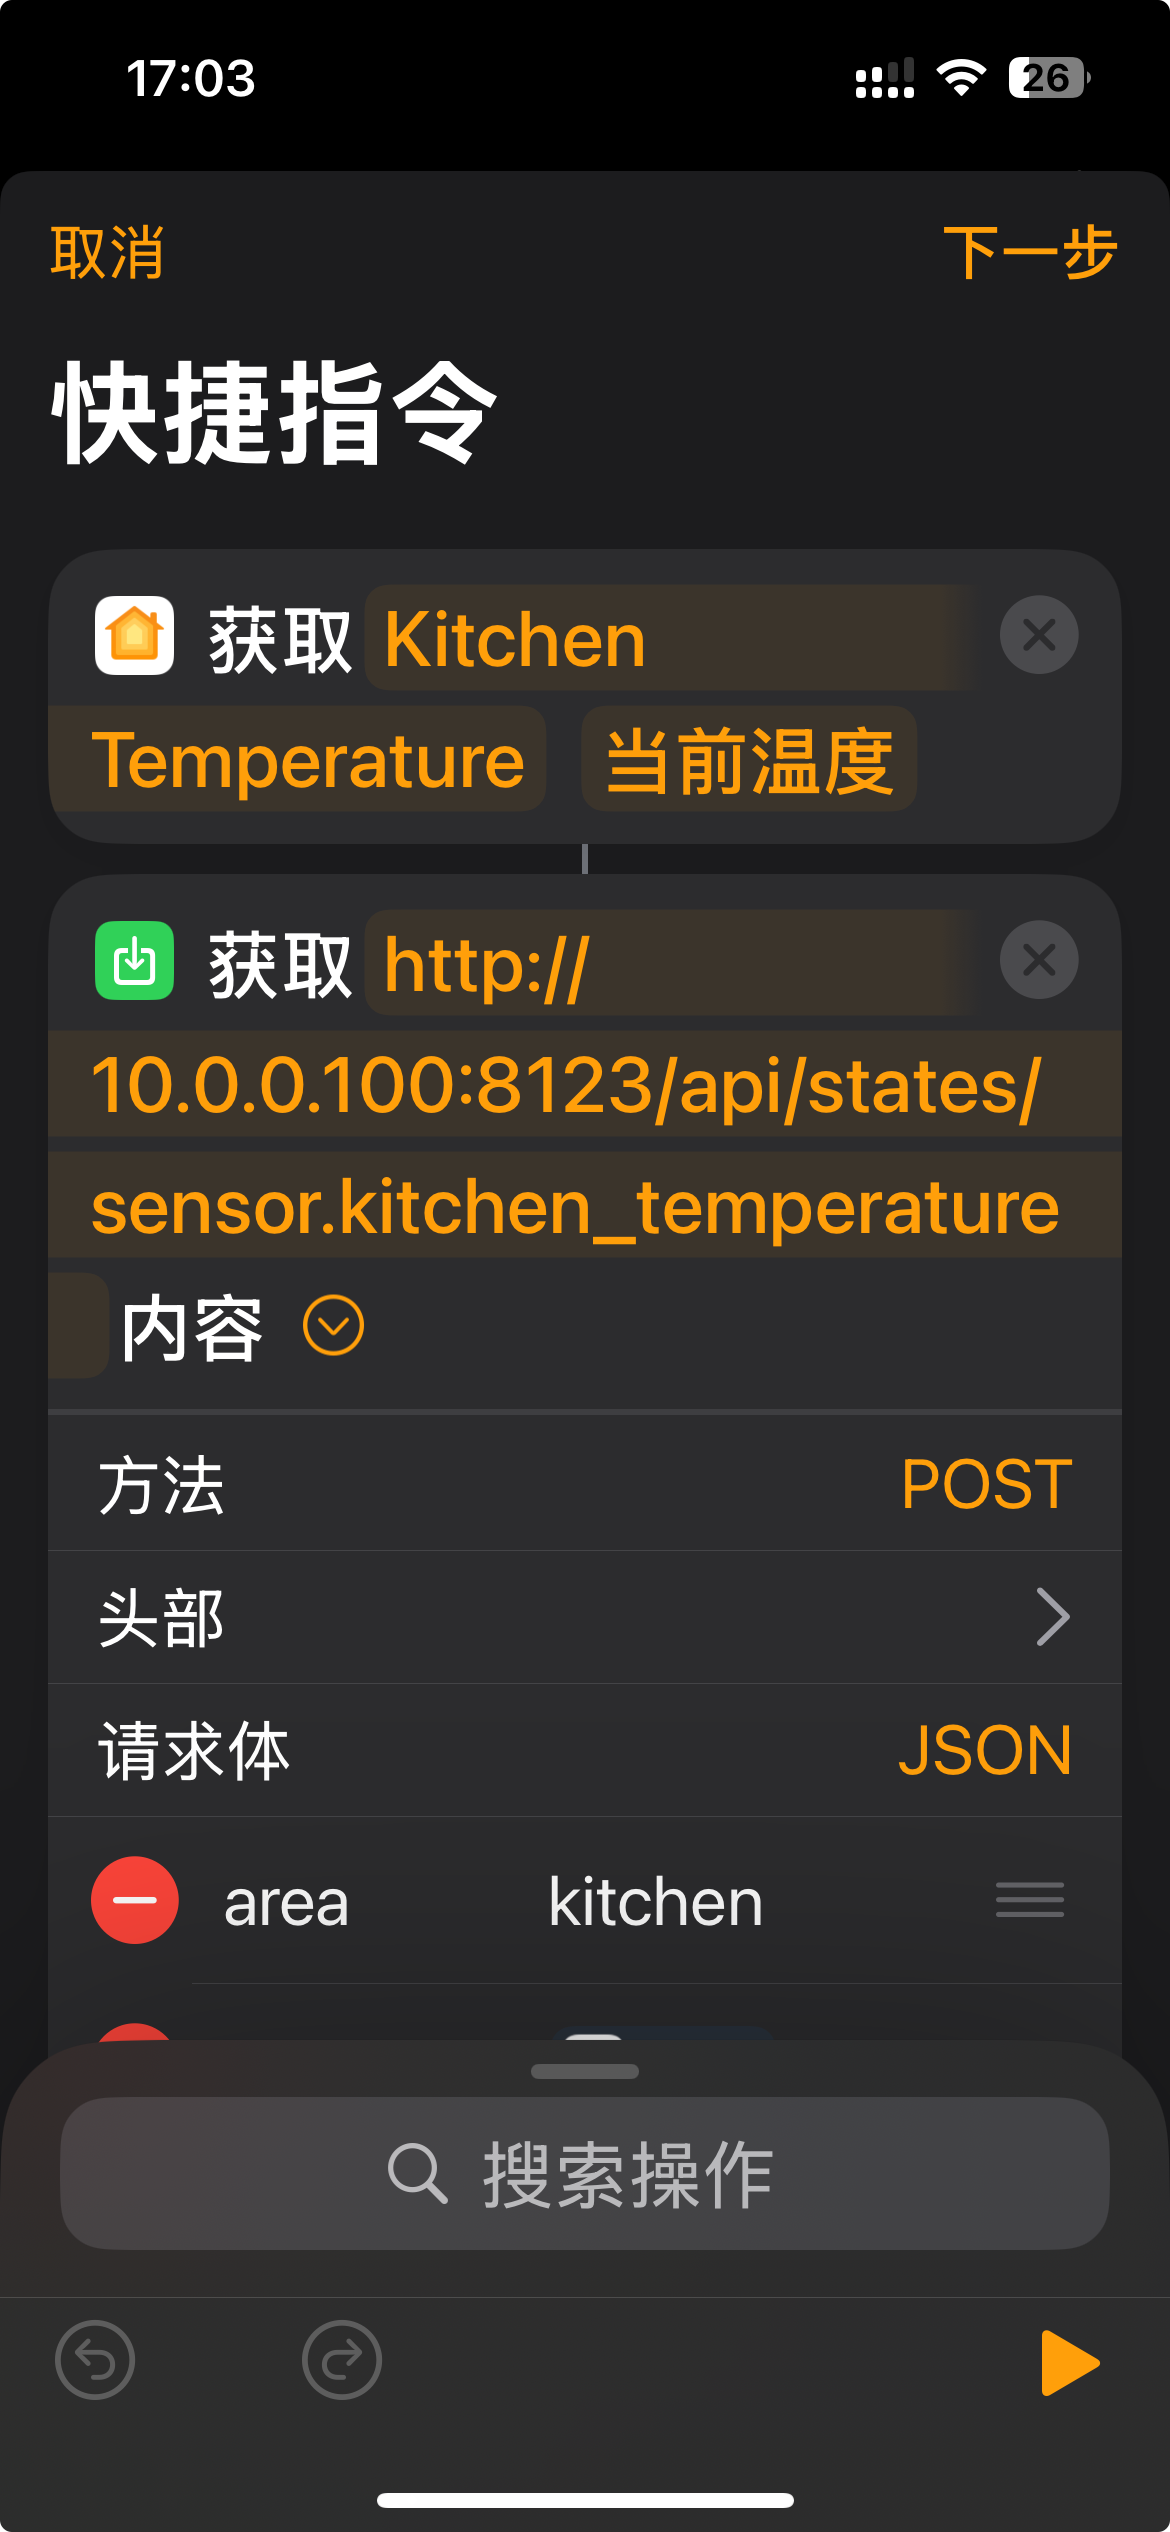 17:03
26
取消
下一步
快捷指令
获取 Kitchen
Temperature 当前温度
获取 http://
10.0.0.100:8123/api/states/
sensor.kitchen_temperature
内容
方法 POST
头部
请求体 JSON
area kitchen
搜索操作